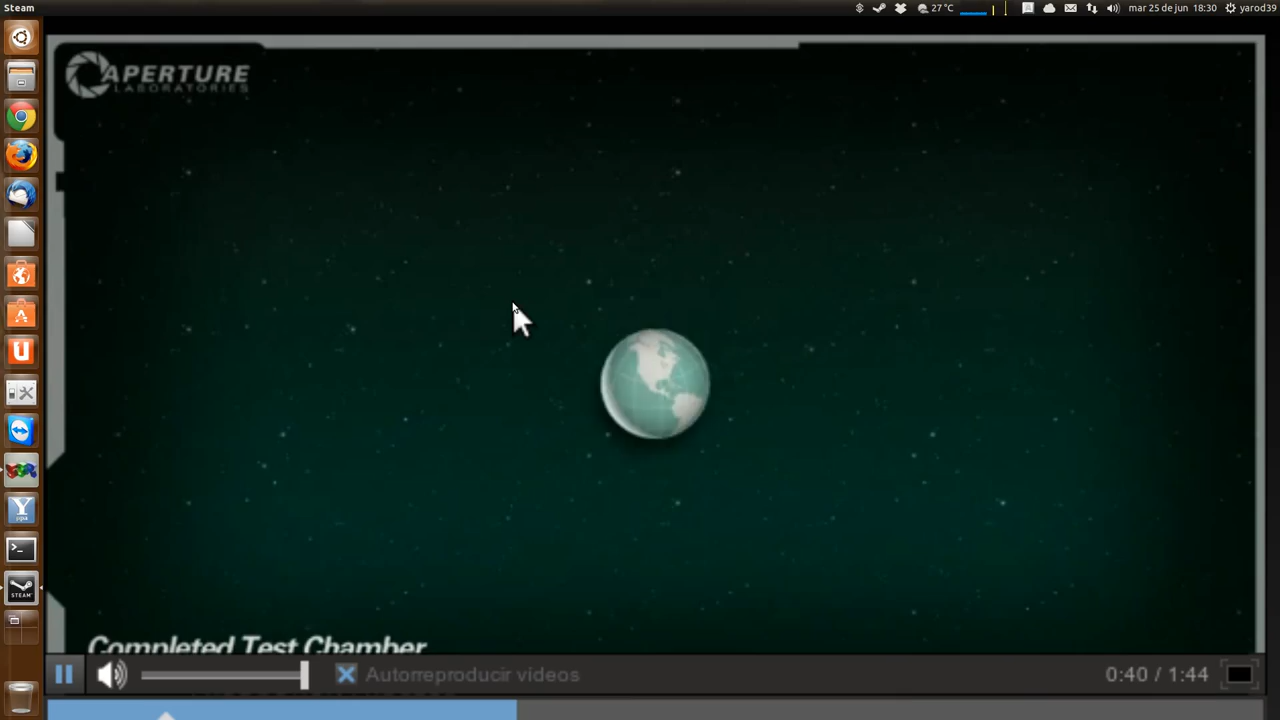 Steam
27 °C
mar 25 de jun 18:30
yarod39
APERTURE
LABORATORIES
Completed Test Chamber
Autorreproducir vídeos
0:40 / 1:44
STEAM